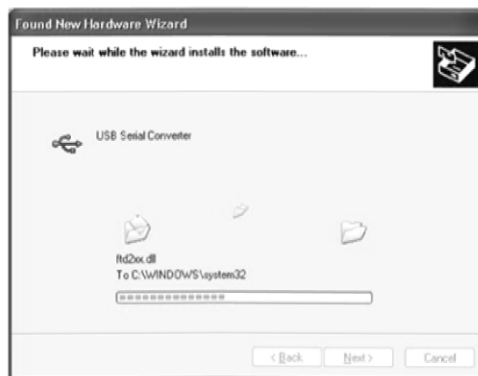 Found New Hardware Wizard
Please wait while the wizard installs the software...
USB Serial Converter
ftd2xx.dll
To C:\WINDOWS\system32
< Back
Next >
Cancel